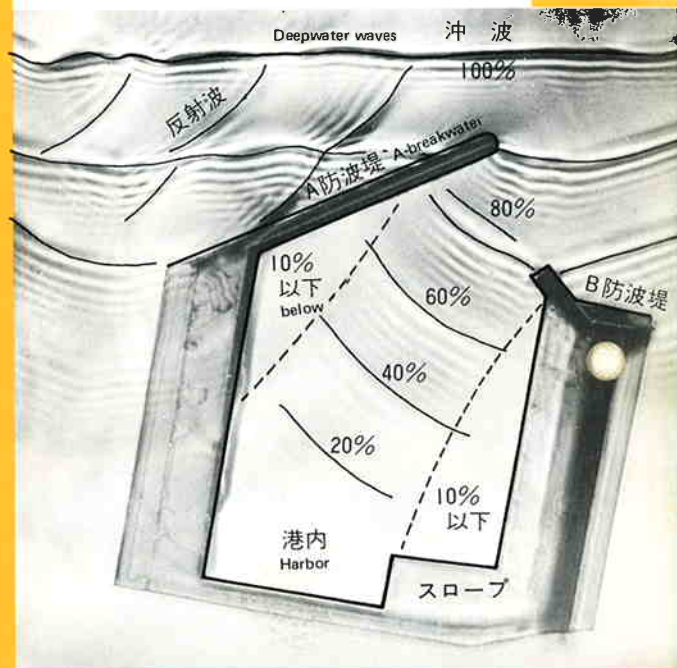 Deepwater waves 沖波
100%
反射波
A防波堤 A-breakwater
80%
10%
以下
below
60%
B防波堤
40%
20%
10%
以下
港内
Harbor
スロープ